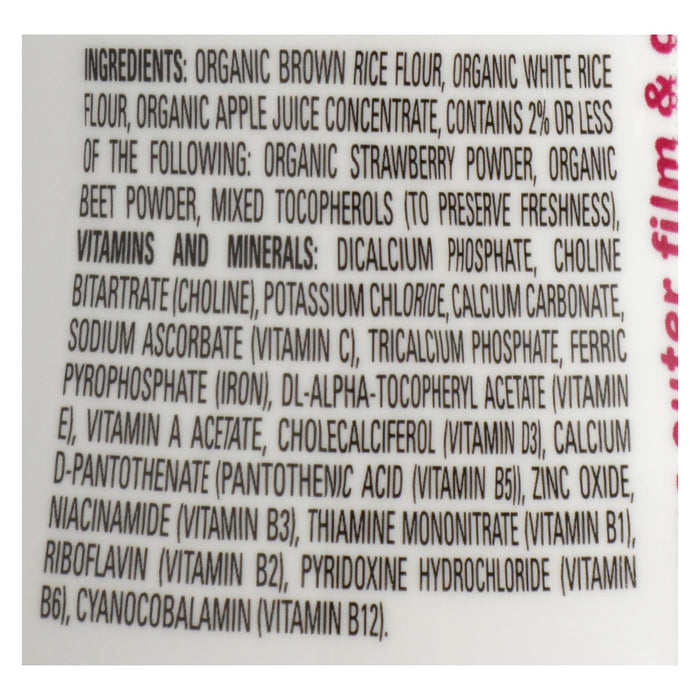 INGREDIENTS: ORGANIC BROWN RICE FLOUR, ORGANIC WHITE RICE
FLOUR, ORGANIC APPLE JUICE CONCENTRATE, CONTAINS 2% OR LESS
OF THE FOLLOWING: ORGANIC STRAWBERRY POWDER, ORGANIC
BEET POWDER, MIXED TOCOPHEROLS (TO PRESERVE FRESHNESS),
VITAMINS AND MINERALS: DICALCIUM PHOSPHATE, CHOLINE
BITARTRATE (CHOLINE), POTASSIUM CHLORIDE, CALCIUM CARBONATE,
SODIUM ASCORBATE (VITAMIN C), TRICALCIUM PHOSPHATE, FERRIC
PYROPHOSPHATE (IRON), DL-ALPHA-TOCOPHERYL ACETATE (VITAMIN
E), VITAMIN A ACETATE, CHOLECALCIFEROL (VITAMIN D3), CALCIUM
D-PANTOTHENATE (PANTOTHENIC ACID (VITAMIN B5)), ZINC OXIDE,
NIACINAMIDE (VITAMIN B3), THIAMINE MONONITRATE (VITAMIN B1),
RIBOFLAVIN (VITAMIN B2), PYRIDOXINE HYDROCHLORIDE (VITAMIN
B6), CYANOCOBALAMIN (VITAMIN B12).
outer film &